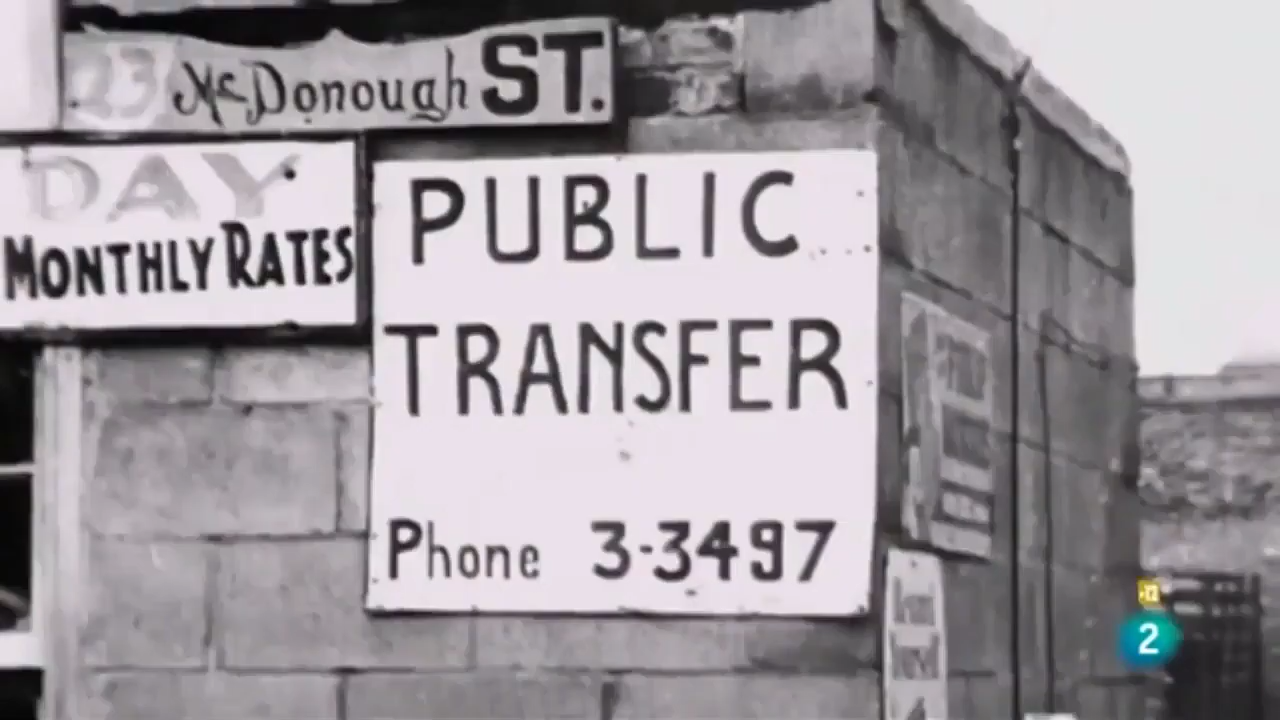 23 McDonough ST.
DAY
MONTHLY RATES
PUBLIC
TRANSFER
Phone 3-3497
2